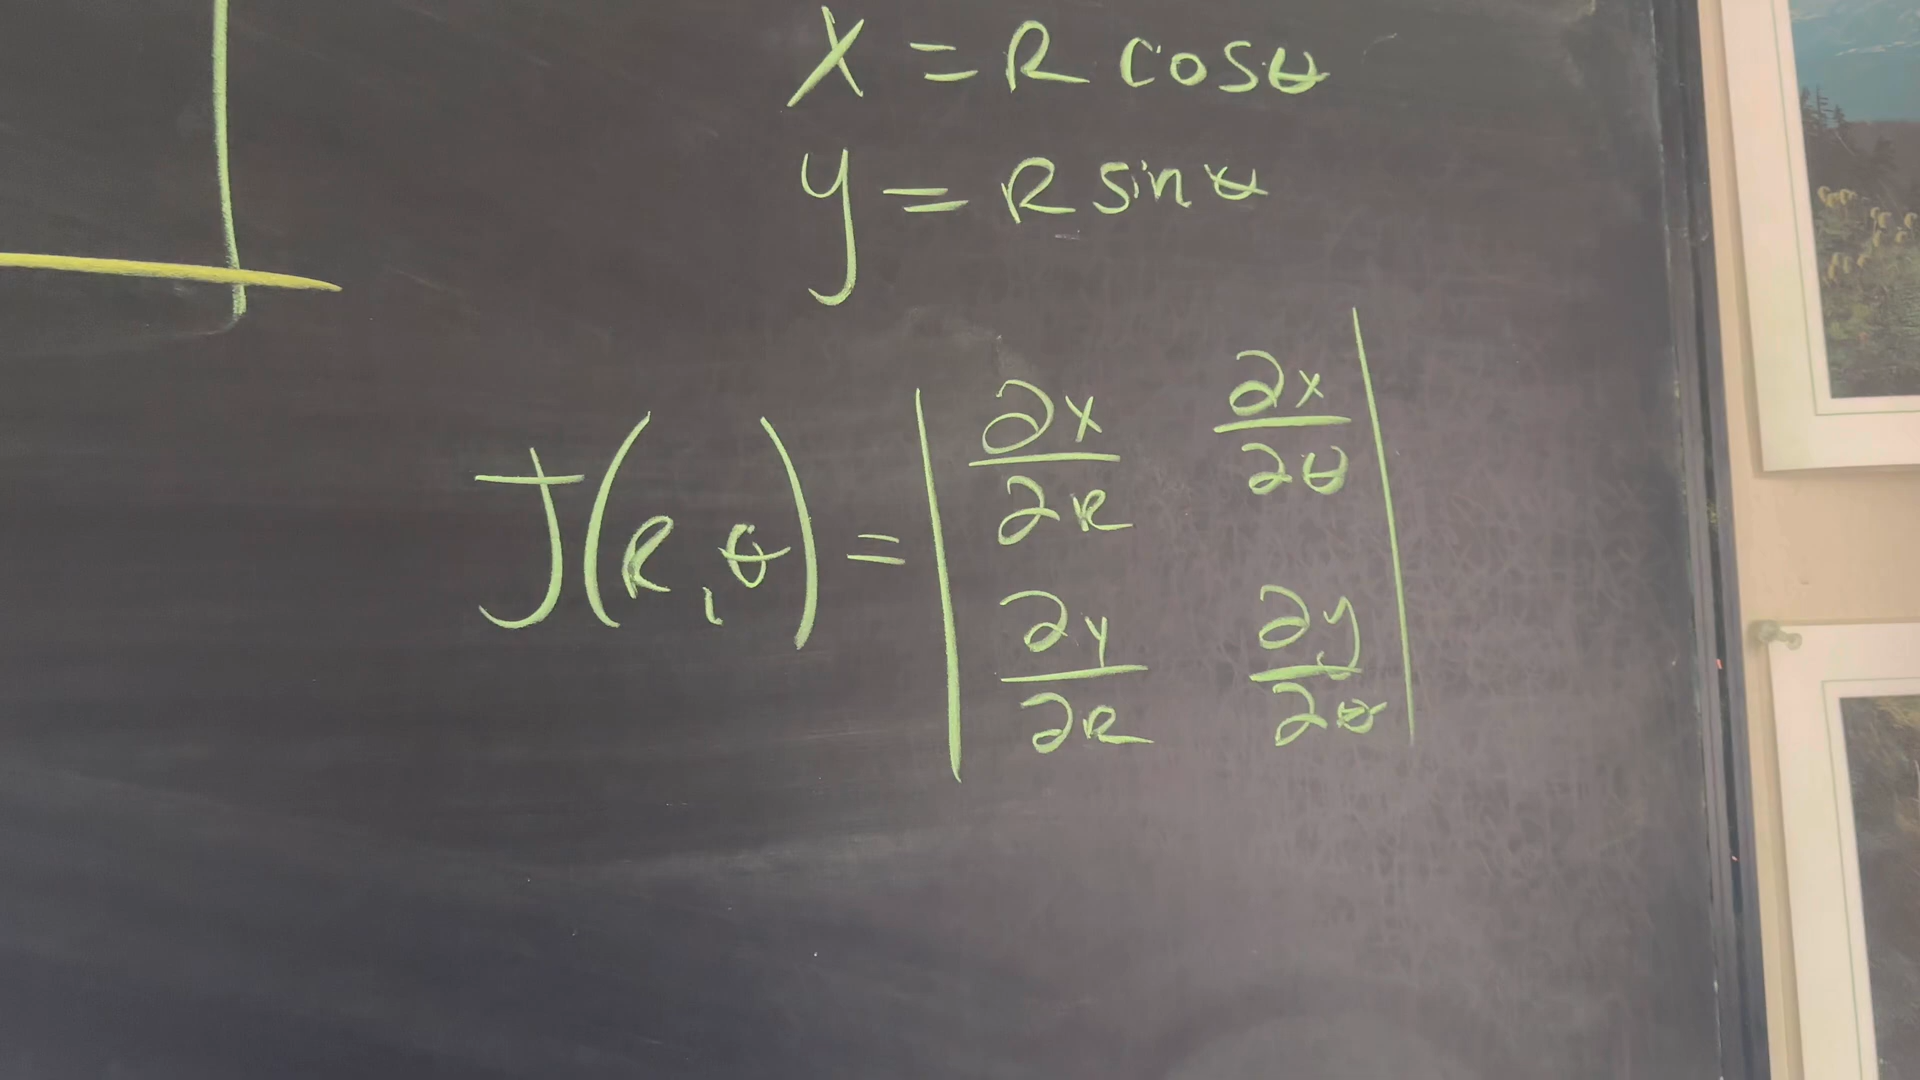 x = R cosθ
y = R sinθ
J(R,θ) = | ∂x/∂R ∂x/∂θ |
| ∂y/∂R ∂y/∂θ |